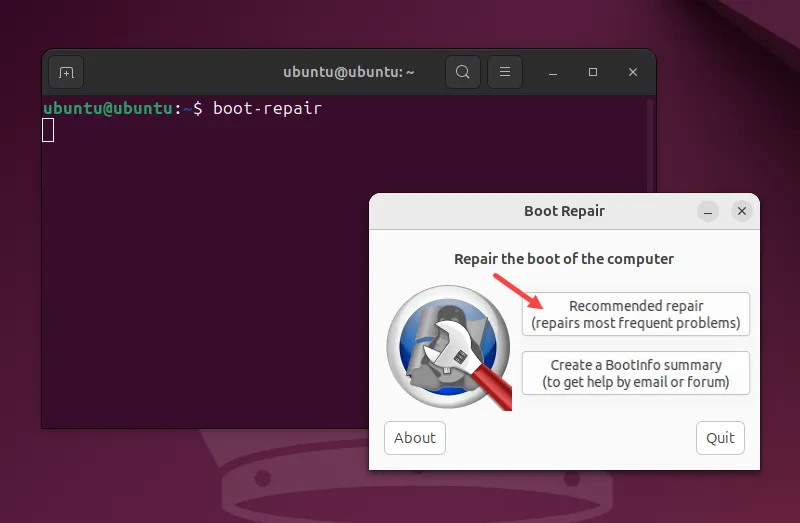 ubuntu@ubuntu: ~
ubuntu@ubuntu:~$ boot-repair
Boot Repair
Repair the boot of the computer
Recommended repair
(repairs most frequent problems)
Create a BootInfo summary
(to get help by email or forum)
About
Quit